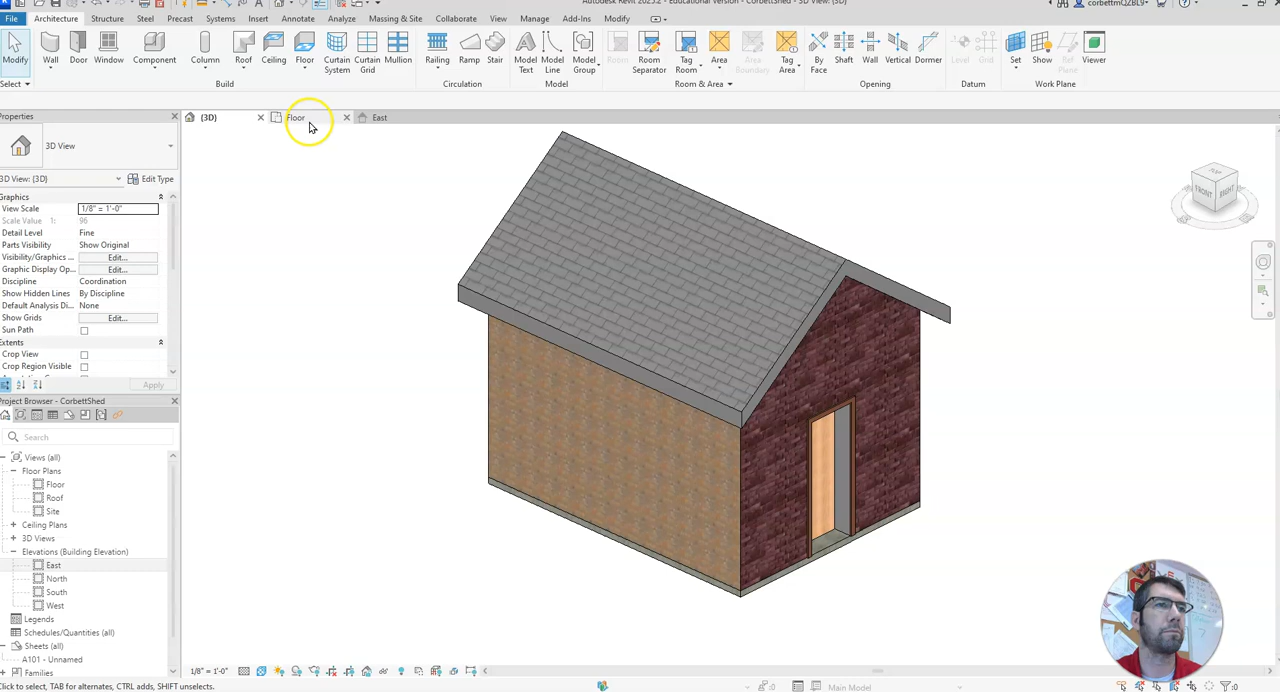 Autodesk Revit 2025.2 - Educational Version - CorbettShed - 3D View: {3D}
corbettmQZBL9
File Architecture Structure Steel Precast Systems Insert Annotate Analyze Massing & Site Collaborate View Manage Add-Ins Modify
Modify Wall Door Window Component Column Roof Ceiling Floor Curtain System Curtain Grid Mullion Railing Ramp Stair Model Text Model Line Model Group Room Room Separator Tag Room Area Area Boundary Tag Area By Face Shaft Wall Vertical Dormer Level Grid Set Show Ref Plane Viewer
Select Build Circulation Model Room & Area Opening Datum Work Plane
Properties
{3D} Floor East
3D View
3D View: {3D} Edit Type
Graphics
View Scale 1/8" = 1'-0"
Scale Value 1: 96
Detail Level Fine
Parts Visibility Show Original
Visibility/Graphics ... Edit...
Graphic Display Op... Edit...
Discipline Coordination
Show Hidden Lines By Discipline
Default Analysis Di... None
Show Grids Edit...
Sun Path
Extents
Crop View
Crop Region Visible
Apply
Project Browser - CorbettShed
Search
Views (all)
Floor Plans
Floor
Roof
Site
Ceiling Plans
3D Views
Elevations (Building Elevation)
East
North
South
West
Legends
Schedules/Quantities (all)
Sheets (all)
A101 - Unnamed
Families
TOP
FRONT RIGHT
1/8" = 1'-0"
Click to select, TAB for alternates, CTRL adds, SHIFT unselects.
:0 Main Model :0